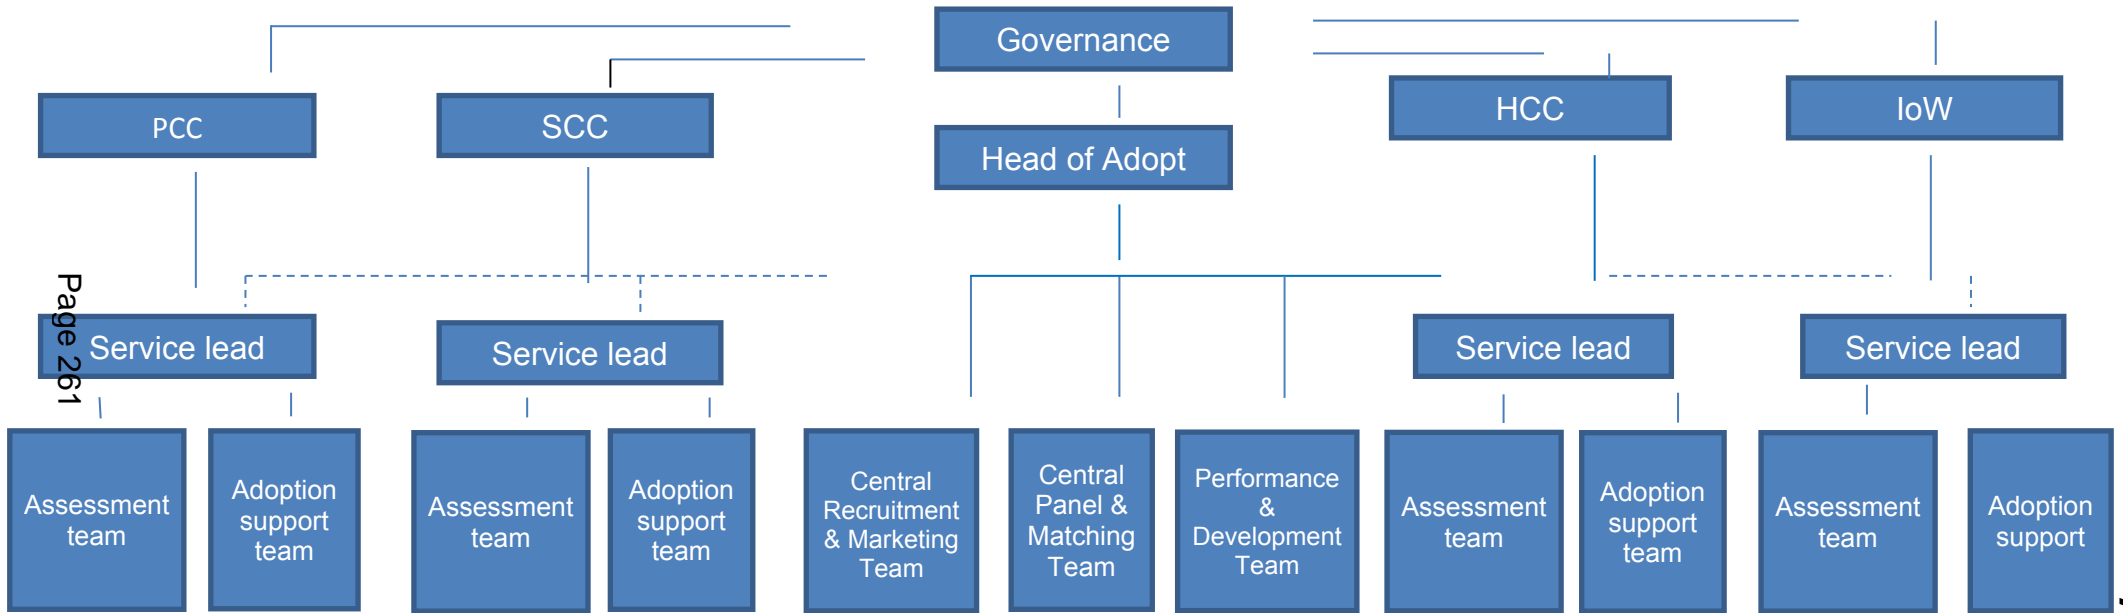 Governance
PCC
SCC
Head of Adopt
HCC
IoW
Page 261
Service lead
Service lead
Service lead
Service lead
Assessment
team
Adoption
support
team
Assessment
team
Adoption
support
team
Central
Recruitment
& Marketing
Team
Central
Panel &
Matching
Team
Performance
&
Development
Team
Assessment
team
Adoption
support
team
Assessment
team
Adoption
support